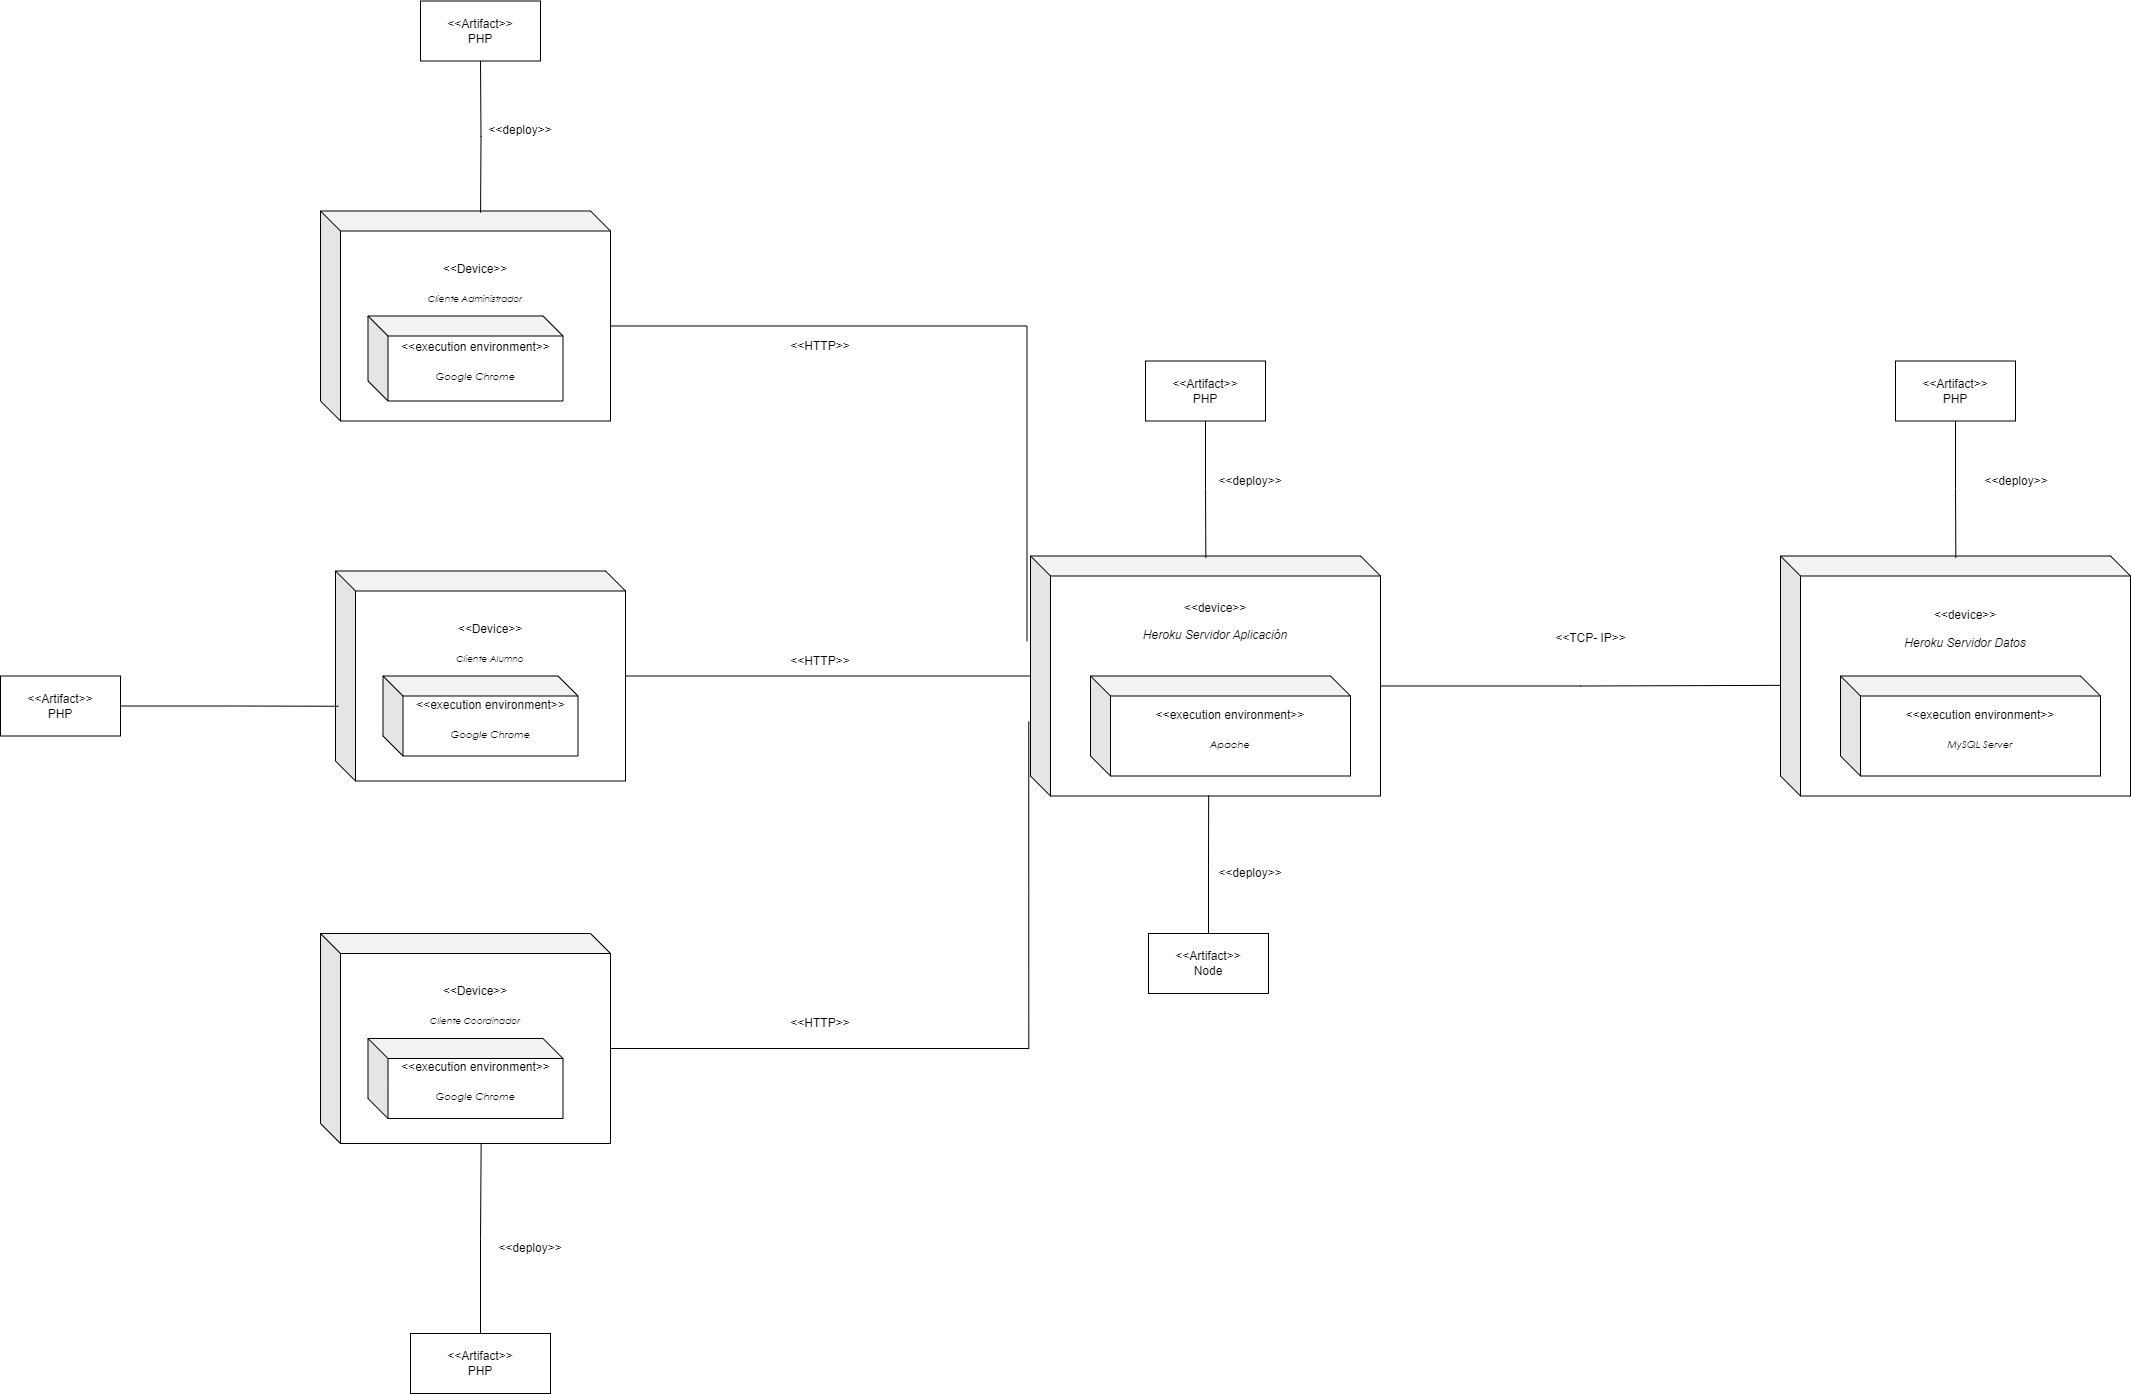 <<Artifact>>
PHP
<<deploy>>
<<Device>>
Cliente Administrador
<<execution environment>>
Google Chrome
<<HTTP>>
<<Artifact>>
PHP
<<deploy>>
<<Artifact>>
PHP
<<deploy>>
<<Artifact>>
PHP
<<Device>>
Cliente Alumno
<<execution environment>>
Google Chrome
<<HTTP>>
<<device>>
Heroku Servidor Aplicación
<<execution environment>>
Apache
<<TCP- IP>>
<<device>>
Heroku Servidor Datos
<<execution environment>>
MySQL Server
<<deploy>>
<<Artifact>>
Node
<<Device>>
Cliente Coordinador
<<execution environment>>
Google Chrome
<<HTTP>>
<<deploy>>
<<Artifact>>
PHP